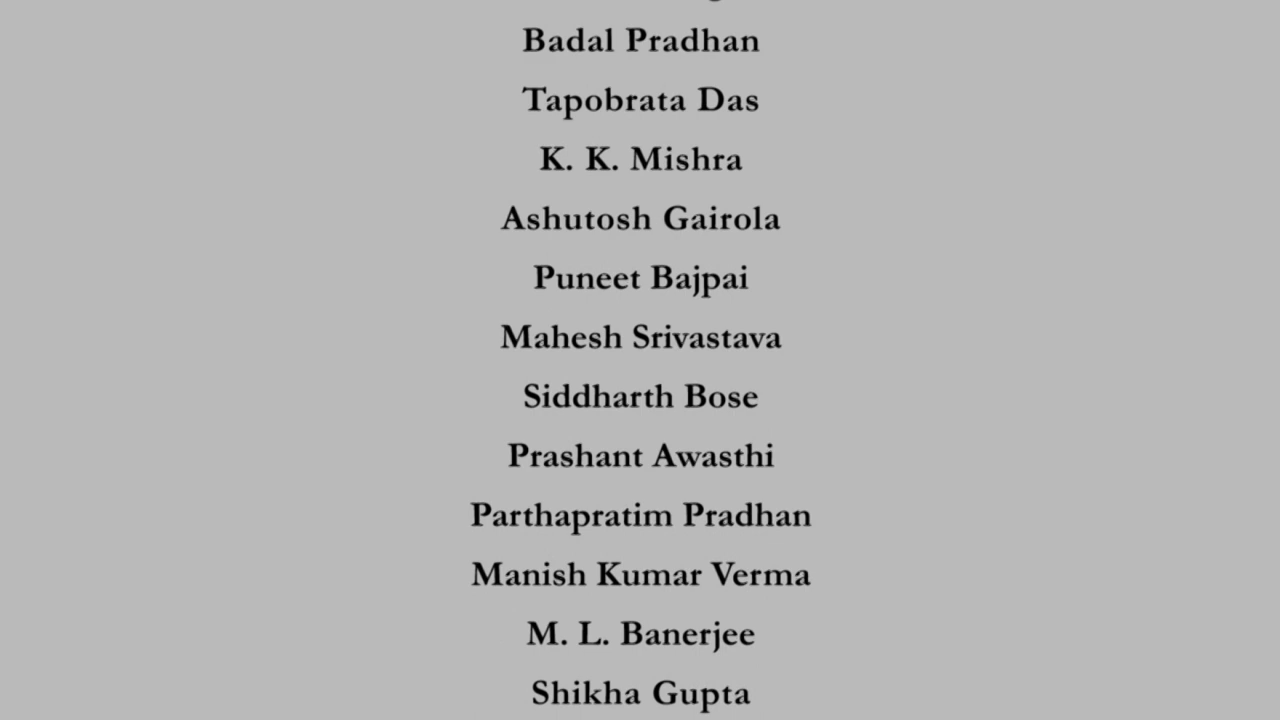 Badal Pradhan
Tapobrata Das
K. K. Mishra
Ashutosh Gairola
Puneet Bajpai
Mahesh Srivastava
Siddharth Bose
Prashant Awasthi
Parthapratim Pradhan
Manish Kumar Verma
M. L. Banerjee
Shikha Gupta